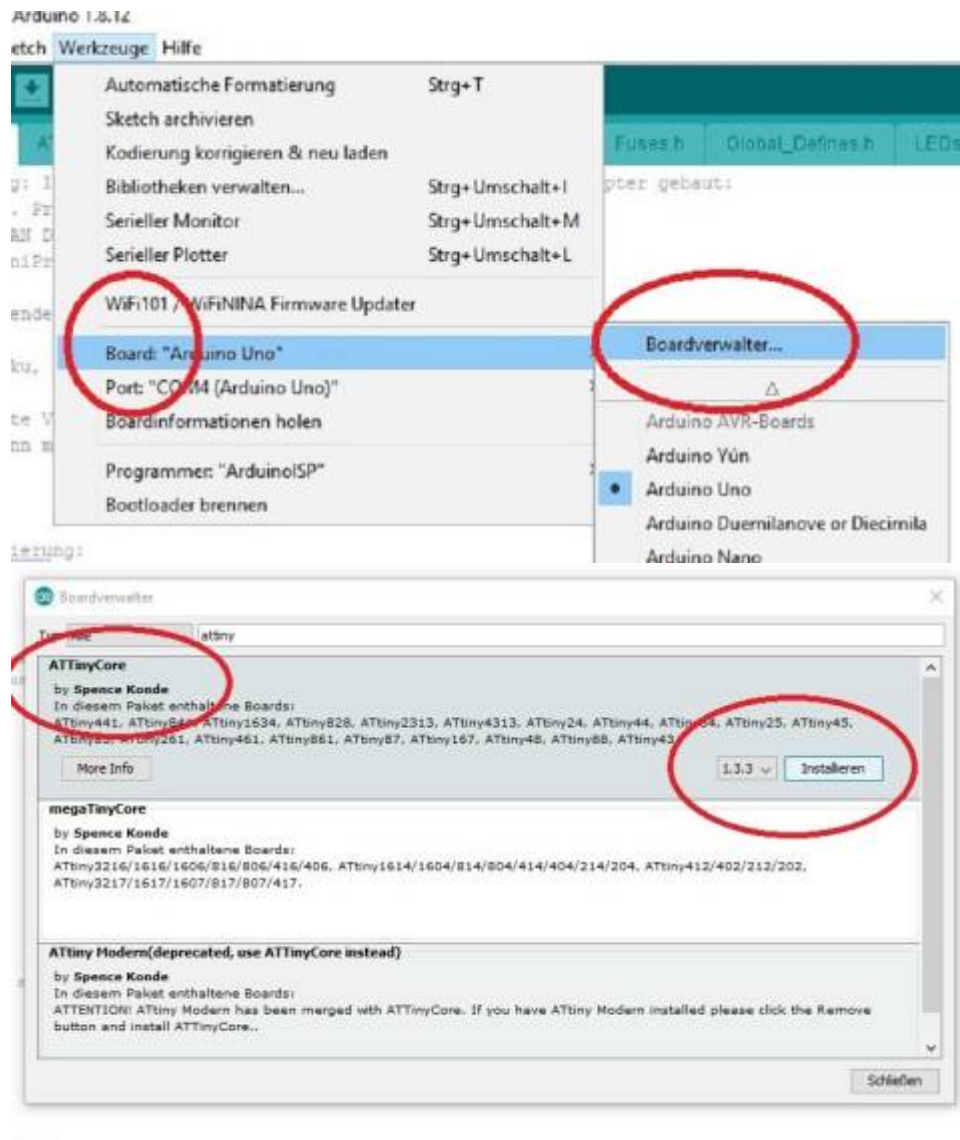 Arduino 1.8.12
etch Werkzeuge Hilfe
Automatische Formatierung Strg+T
Sketch archivieren
Kodierung korrigieren & neu laden
Fuses.h Global_Defines.h LEDs
Bibliotheken verwalten... Strg+Umschalt+I
pter gebaut:
Serieller Monitor Strg+Umschalt+M
Serieller Plotter Strg+Umschalt+L
WiFi101 / WiFiNINA Firmware Updater
ende
Board: "Arduino Uno"
Boardverwalter...
Port: "COM4 (Arduino Uno)"
Boardinformationen holen
Arduino AVR-Boards
Arduino Yún
Programmer: "ArduinoISP"
Arduino Uno
Bootloader brennen
Arduino Duemilanove or Diecimila
ierung:
Arduino Nano
Boardverwalter
attiny
ATTinyCore
by Spence Konde
In diesem Paket enthaltene Boards:
ATtiny441, ATtiny841, ATtiny1634, ATtiny828, ATtiny2313, ATtiny4313, ATtiny24, ATtiny44, ATtiny84, ATtiny25, ATtiny45,
ATtiny85, ATtiny261, ATtiny461, ATtiny861, ATtiny87, ATtiny167, ATtiny48, ATtiny88, ATtiny43
More Info 1.3.3 Installieren
megaTinyCore
by Spence Konde
In diesem Paket enthaltene Boards:
ATtiny3216/1616/1606/816/806/416/406, ATtiny1614/1604/814/804/414/404/214/204, ATtiny412/402/212/202,
ATtiny3217/1617/1607/817/807/417.
ATtiny Modern(deprecated, use ATTinyCore instead)
by Spence Konde
In diesem Paket enthaltene Boards:
ATTENTION! ATtiny Modern has been merged with ATTinyCore. If you have ATtiny Modern installed please click the Remove
button and install ATTinyCore..
Schließen